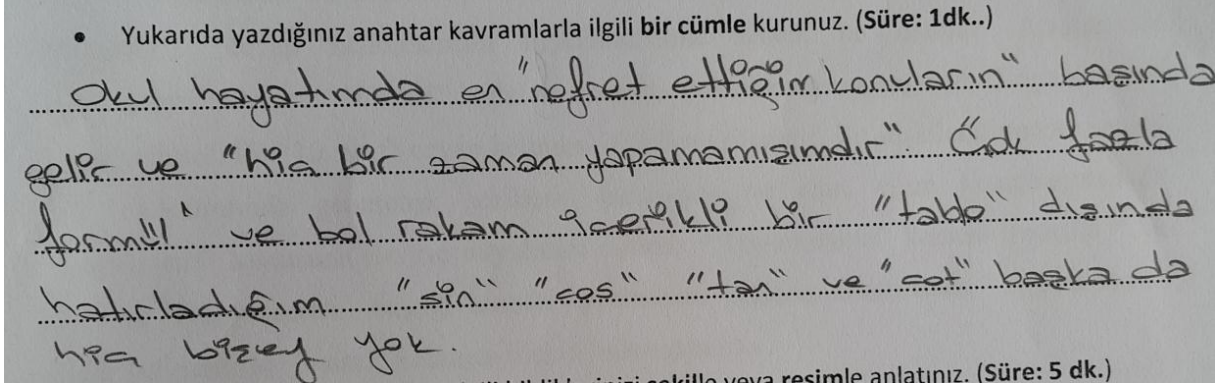 • Yukarıda yazdığınız anahtar kavramlarla ilgili bir cümle kurunuz. (Süre: 1dk..)
Okul hayatımda en "nefret ettiğim konuların" başında
gelir ve "hiç bir zaman yapamamışımdır". Çok fazla
formül" ve bol rakam içerikli bir "tablo" dışında
hatırladığım "sin" "cos" "tan" ve "cot" başka da
hiç bişey yok.
şekille veya resimle anlatınız. (Süre: 5 dk.)